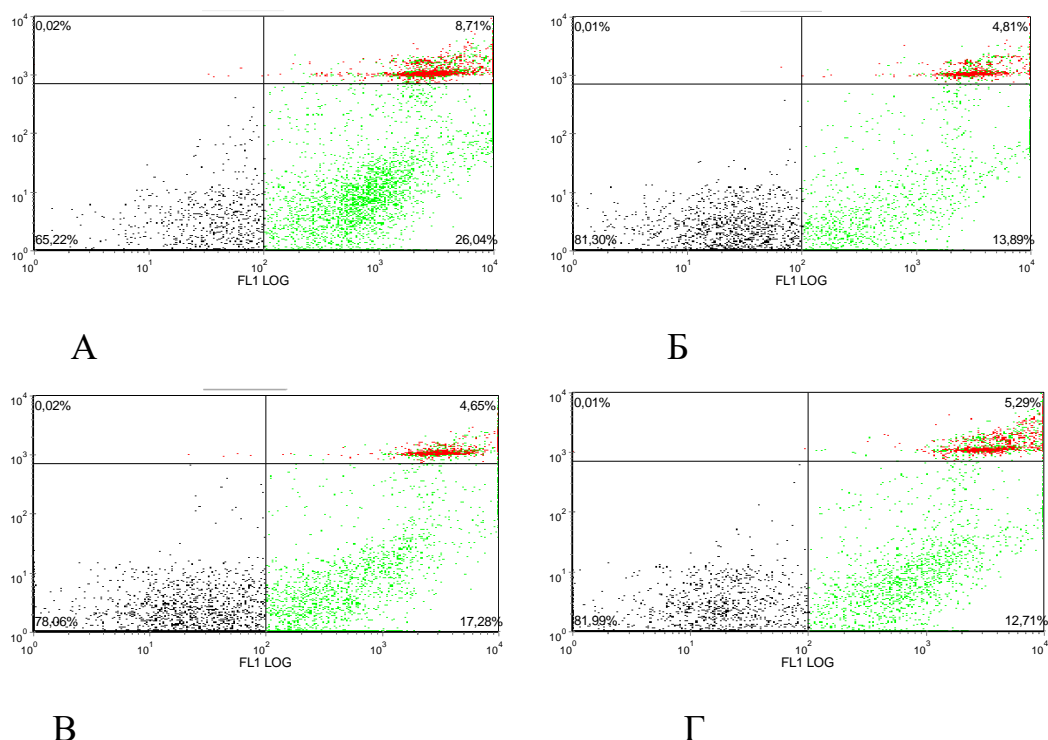 10⁴ 0,02% 8,71%
10³
10²
10¹
65,22% 26,04%
10⁰
10⁰ 10¹ 10² 10³ 10⁴
FL1 LOG
А
10⁴ 0,01% 4,81%
10³
10²
10¹
81,30% 13,89%
10⁰
10⁰ 10¹ 10² 10³ 10⁴
FL1 LOG
Б
10⁴ 0,02% 4,65%
10³
10²
10¹
78,06% 17,28%
10⁰
10⁰ 10¹ 10² 10³ 10⁴
FL1 LOG
В
10⁴ 0,01% 5,29%
10³
10²
10¹
81,99% 12,71%
10⁰
10⁰ 10¹ 10² 10³ 10⁴
FL1 LOG
Г